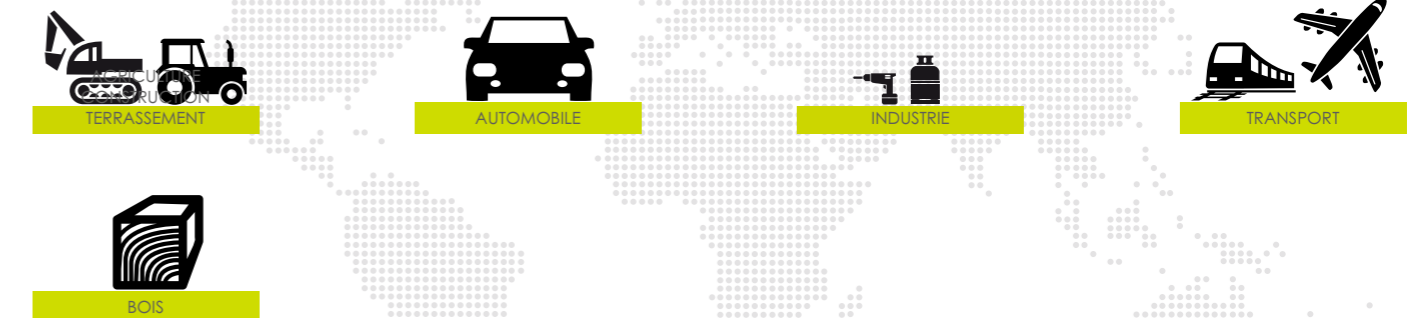 AGRICULTURE
CONSTRUCTION
TERRASSEMENT
AUTOMOBILE
INDUSTRIE
TRANSPORT
BOIS